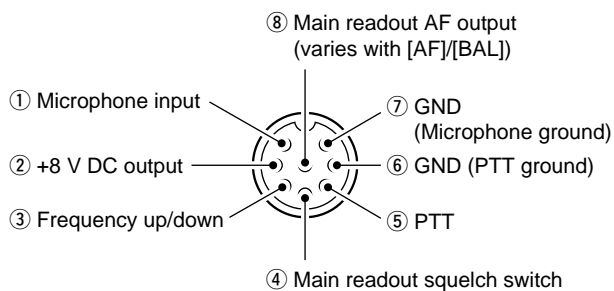 ⑧ Main readout AF output
(varies with [AF]/[BAL])
① Microphone input
⑦ GND
(Microphone ground)
② +8 V DC output
⑥ GND (PTT ground)
③ Frequency up/down
⑤ PTT
④ Main readout squelch switch